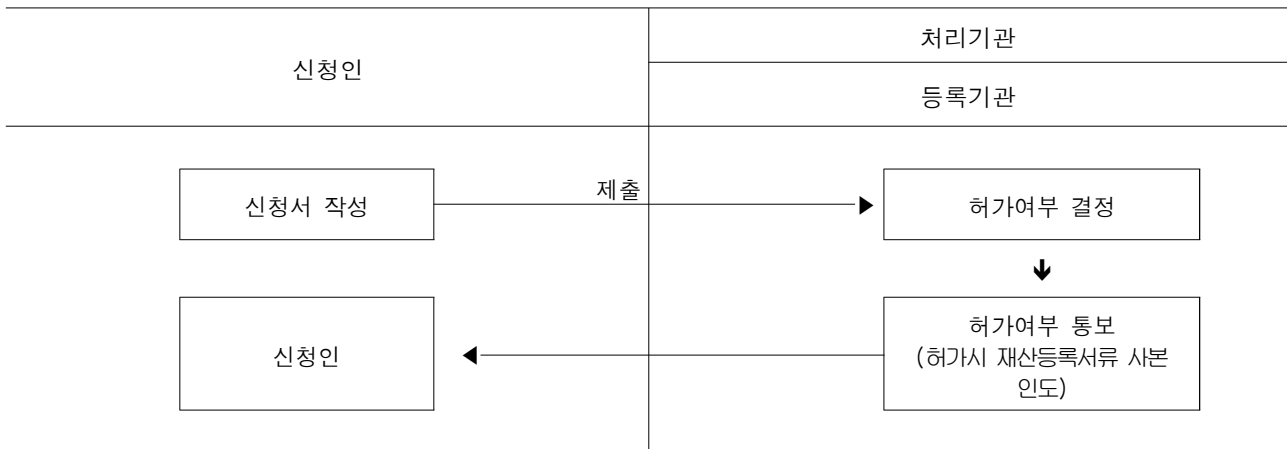 신청인
처리기관
등록기관
신청서 작성
제출
허가여부 결정
허가여부 통보
(허가시 재산등록서류 사본
인도)
신청인